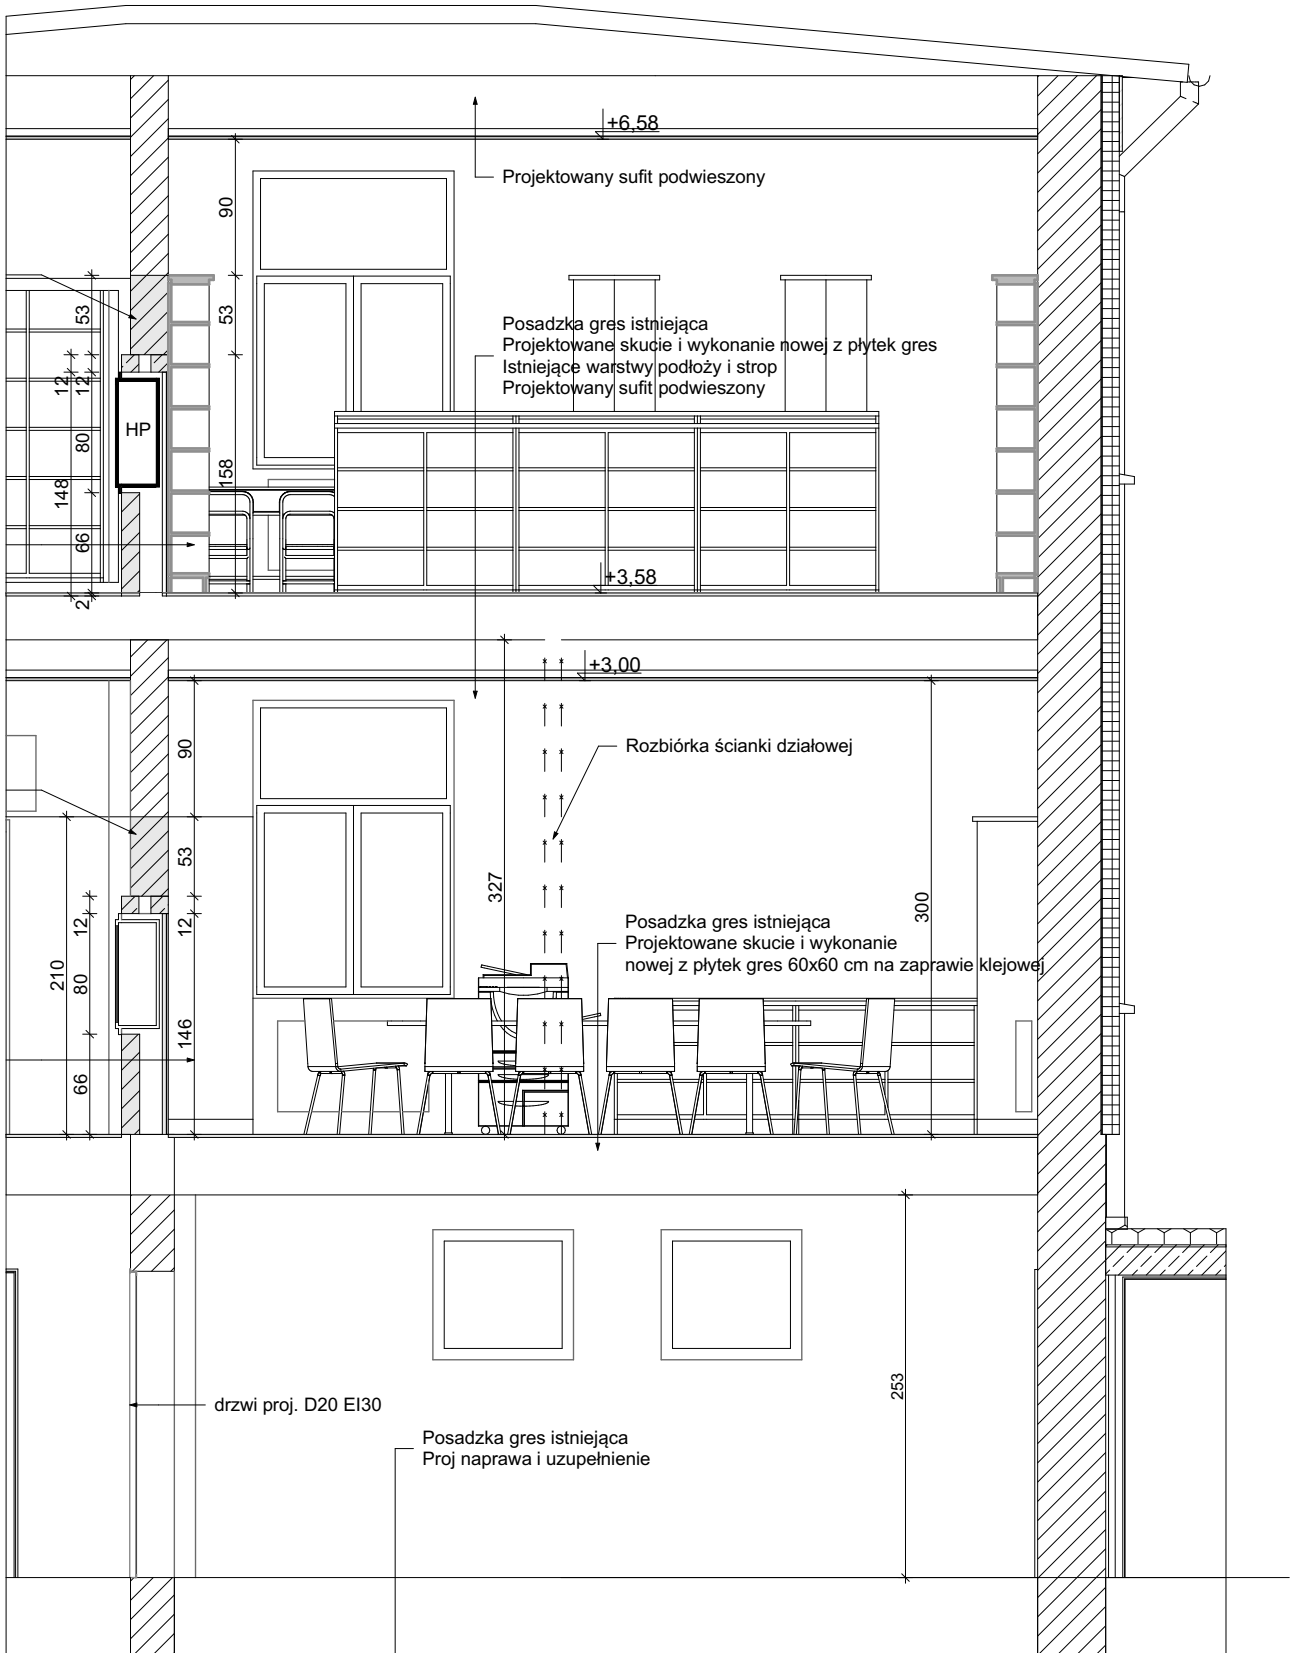 +6,58
Projektowany sufit podwieszony
90
53
53
Posadzka gres istniejąca
Projektowane skucie i wykonanie nowej z płytek gres
Istniejące warstwy podłoży i strop
Projektowany sufit podwieszony
12
12
HP
80
148
158
66
2
+3,58
+3,00
90
Rozbiórka ścianki działowej
53
327
300
12
12
210
80
146
66
Posadzka gres istniejąca
Projektowane skucie i wykonanie
nowej z płytek gres 60x60 cm na zaprawie klejowej
253
drzwi proj. D20 EI30
Posadzka gres istniejąca
Proj naprawa i uzupełnienie